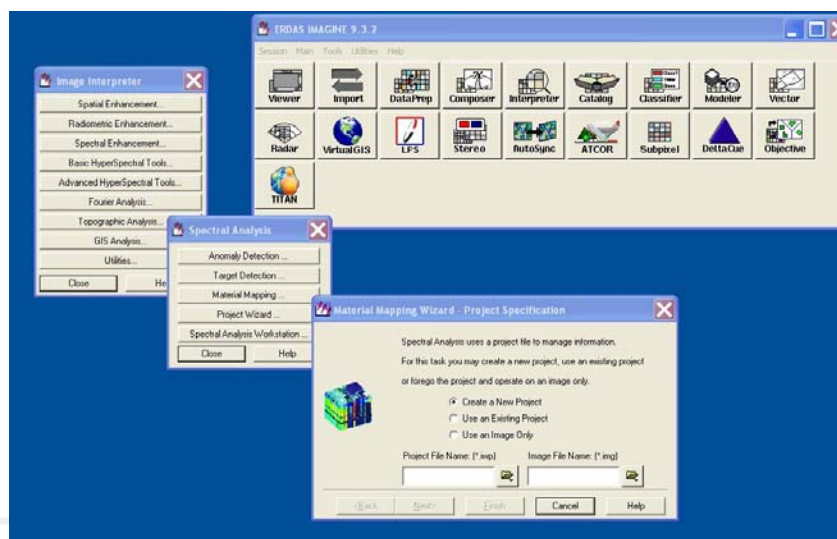 ERDAS IMAGINE 9.3.2
Session Main Tools Utilities Help
Viewer Import DataPrep Composer Interpreter Catalog Classifier Modeler Vector
Radar VirtualGIS LPS Stereo AutoSync ATCOR Subpixel DeltaCue Objective
TITAN
Image Interpreter
Spatial Enhancement...
Radiometric Enhancement...
Spectral Enhancement...
Basic HyperSpectral Tools...
Advanced HyperSpectral Tools...
Fourier Analysis...
Topographic Analysis...
GIS Analysis...
Utilities...
Close He
Spectral Analysis
Anomaly Detection ...
Target Detection ...
Material Mapping ...
Project Wizard ...
Spectral Analysis Workstation ...
Close Help
Material Mapping Wizard - Project Specification
Spectral Analysis uses a project file to manage information.
For this task you may create a new project, use an existing project
or forego the project and operate on an image only.
Create a New Project
Use an Existing Project
Use an Image Only
Project File Name: (*.iwp) Image File Name: (*.img)
<Back Next> Finish Cancel Help